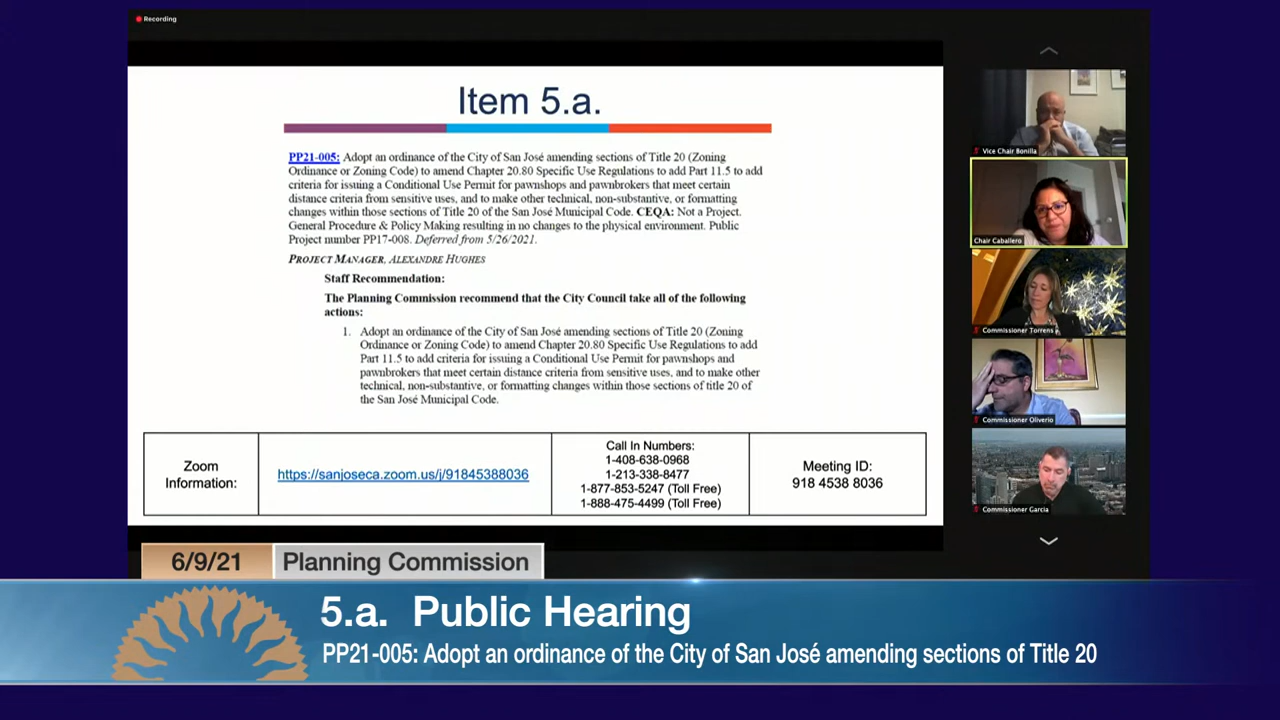 Recording
Item 5.a.
PP21-005: Adopt an ordinance of the City of San José amending sections of Title 20 (Zoning
Ordinance or Zoning Code) to amend Chapter 20.80 Specific Use Regulations to add Part 11.5 to add
criteria for issuing a Conditional Use Permit for pawnshops and pawnbrokers that meet certain
distance criteria from sensitive uses, and to make other technical, non-substantive, or formatting
changes within those sections of Title 20 of the San José Municipal Code. CEQA: Not a Project.
General Procedure & Policy Making resulting in no changes to the physical environment. Public
Project number PP17-008. Deferred from 5/26/2021.
PROJECT MANAGER, ALEXANDRE HUGHES
Staff Recommendation:
The Planning Commission recommend that the City Council take all of the following
actions:
1. Adopt an ordinance of the City of San José amending sections of Title 20 (Zoning
Ordinance or Zoning Code) to amend Chapter 20.80 Specific Use Regulations to add
Part 11.5 to add criteria for issuing a Conditional Use Permit for pawnshops and
pawnbrokers that meet certain distance criteria from sensitive uses, and to make other
technical, non-substantive, or formatting changes within those sections of title 20 of
the San José Municipal Code.
Zoom
Information:
https://sanjoseca.zoom.us/j/91845388036
Call In Numbers:
1-408-638-0968
1-213-338-8477
1-877-853-5247 (Toll Free)
1-888-475-4499 (Toll Free)
Meeting ID:
918 4538 8036
Vice Chair Bonilla
Chair Caballero
Commissioner Torrens
Commissioner Oliverio
Commissioner Garcia
6/9/21 Planning Commission
5.a. Public Hearing
PP21-005: Adopt an ordinance of the City of San José amending sections of Title 20